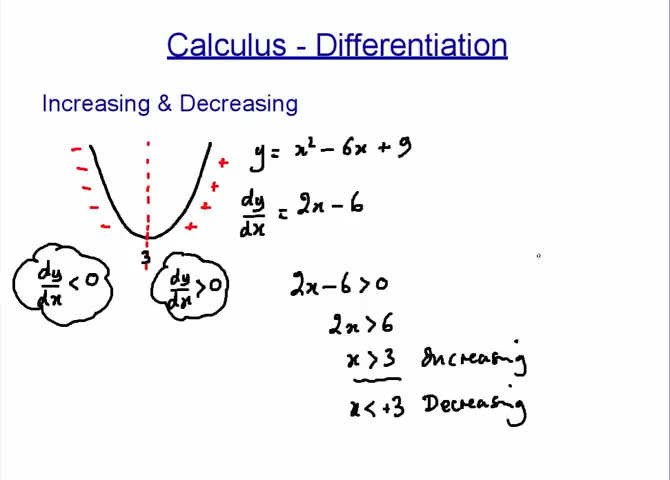 Calculus - Differentiation
Increasing & Decreasing
y = x² - 6x + 9
dy/dx = 2x - 6
- - - - -
+ + + +
3
dy/dx < 0
dy/dx > 0
2x - 6 > 0
2x > 6
x > 3 Increasing
x < +3 Decreasing